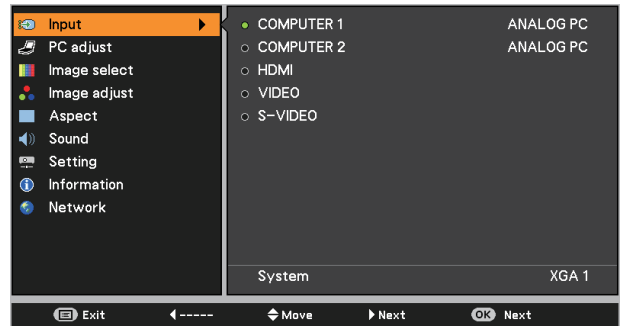 Input
PC adjust
Image select
Image adjust
Aspect
Sound
Setting
Information
Network
COMPUTER 1 ANALOG PC
COMPUTER 2 ANALOG PC
HDMI
VIDEO
S-VIDEO
System XGA 1
Exit ----- Move Next OK Next